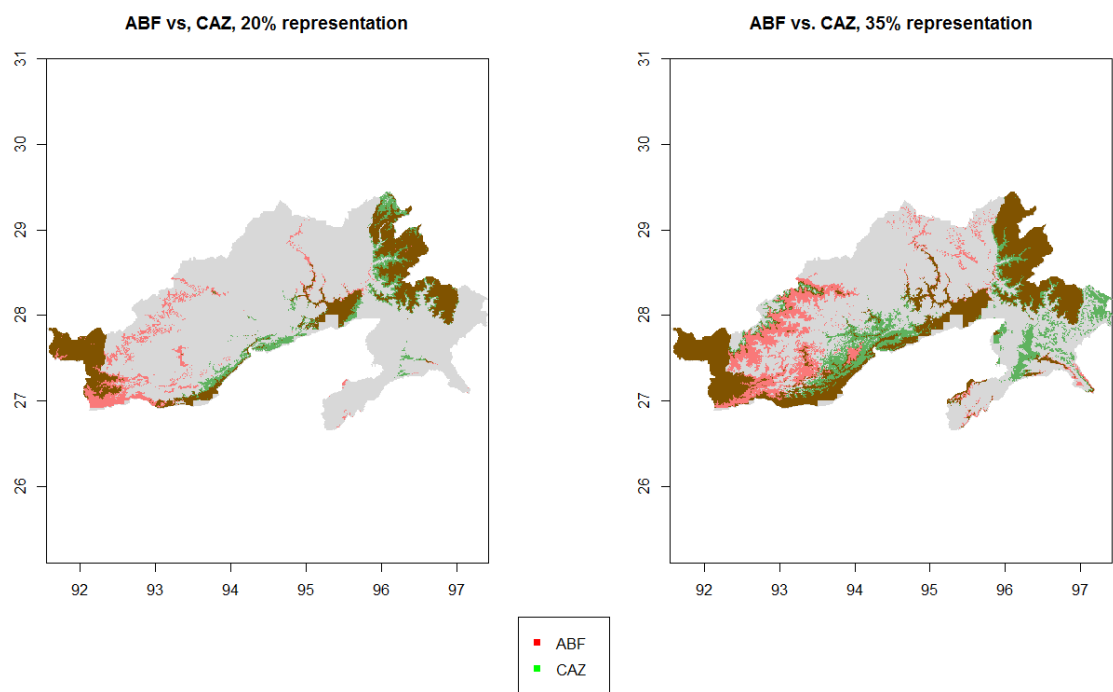 ABF vs, CAZ, 20% representation
31
30
29
28
27
26
92 93 94 95 96 97
ABF vs. CAZ, 35% representation
31
30
29
28
27
26
92 93 94 95 96 97
ABF
CAZ